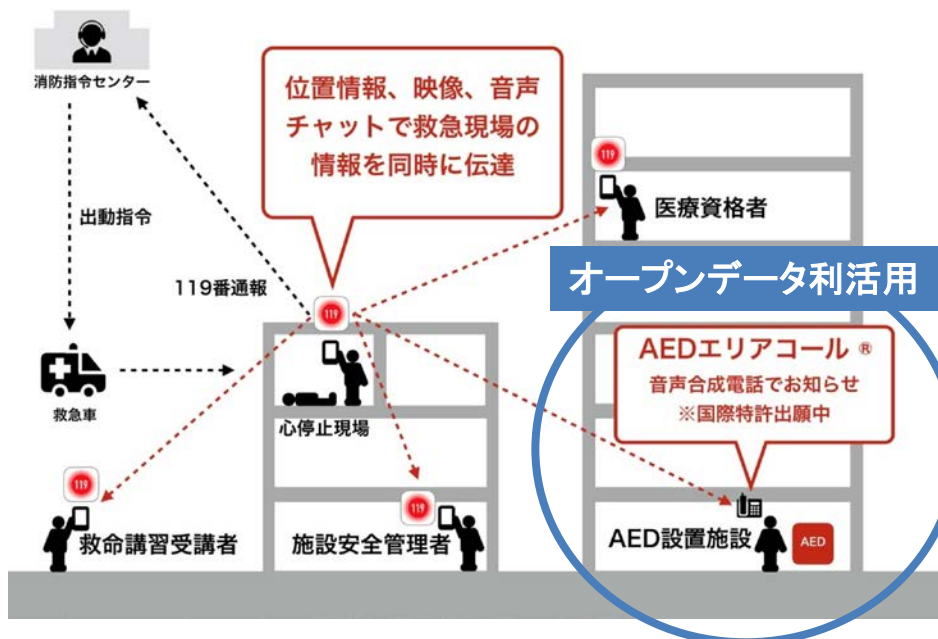 消防指令センター
位置情報、映像、音声
チャットで救急現場の
情報を同時に伝達
119
医療資格者
出動指令
119番通報
オープンデータ利活用
119
AEDエリアコール ®
音声合成電話でお知らせ
※国際特許出願中
救急車
心停止現場
119
119
救命講習受講者
施設安全管理者
AED設置施設
AED